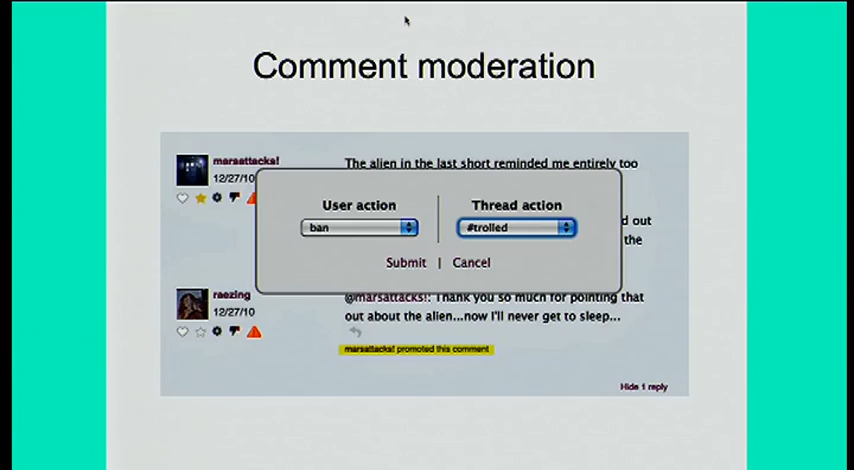 Comment moderation
marsattacks!
The alien in the last short reminded me entirely too
12/27/10
d out
the
User action
Thread action
ban
#trolled
Submit | Cancel
raezing
@marsattacks!: Thank you so much for pointing that
12/27/10
out about the alien...now I'll never get to sleep...
marsattacks! promoted this comment
Hide 1 reply